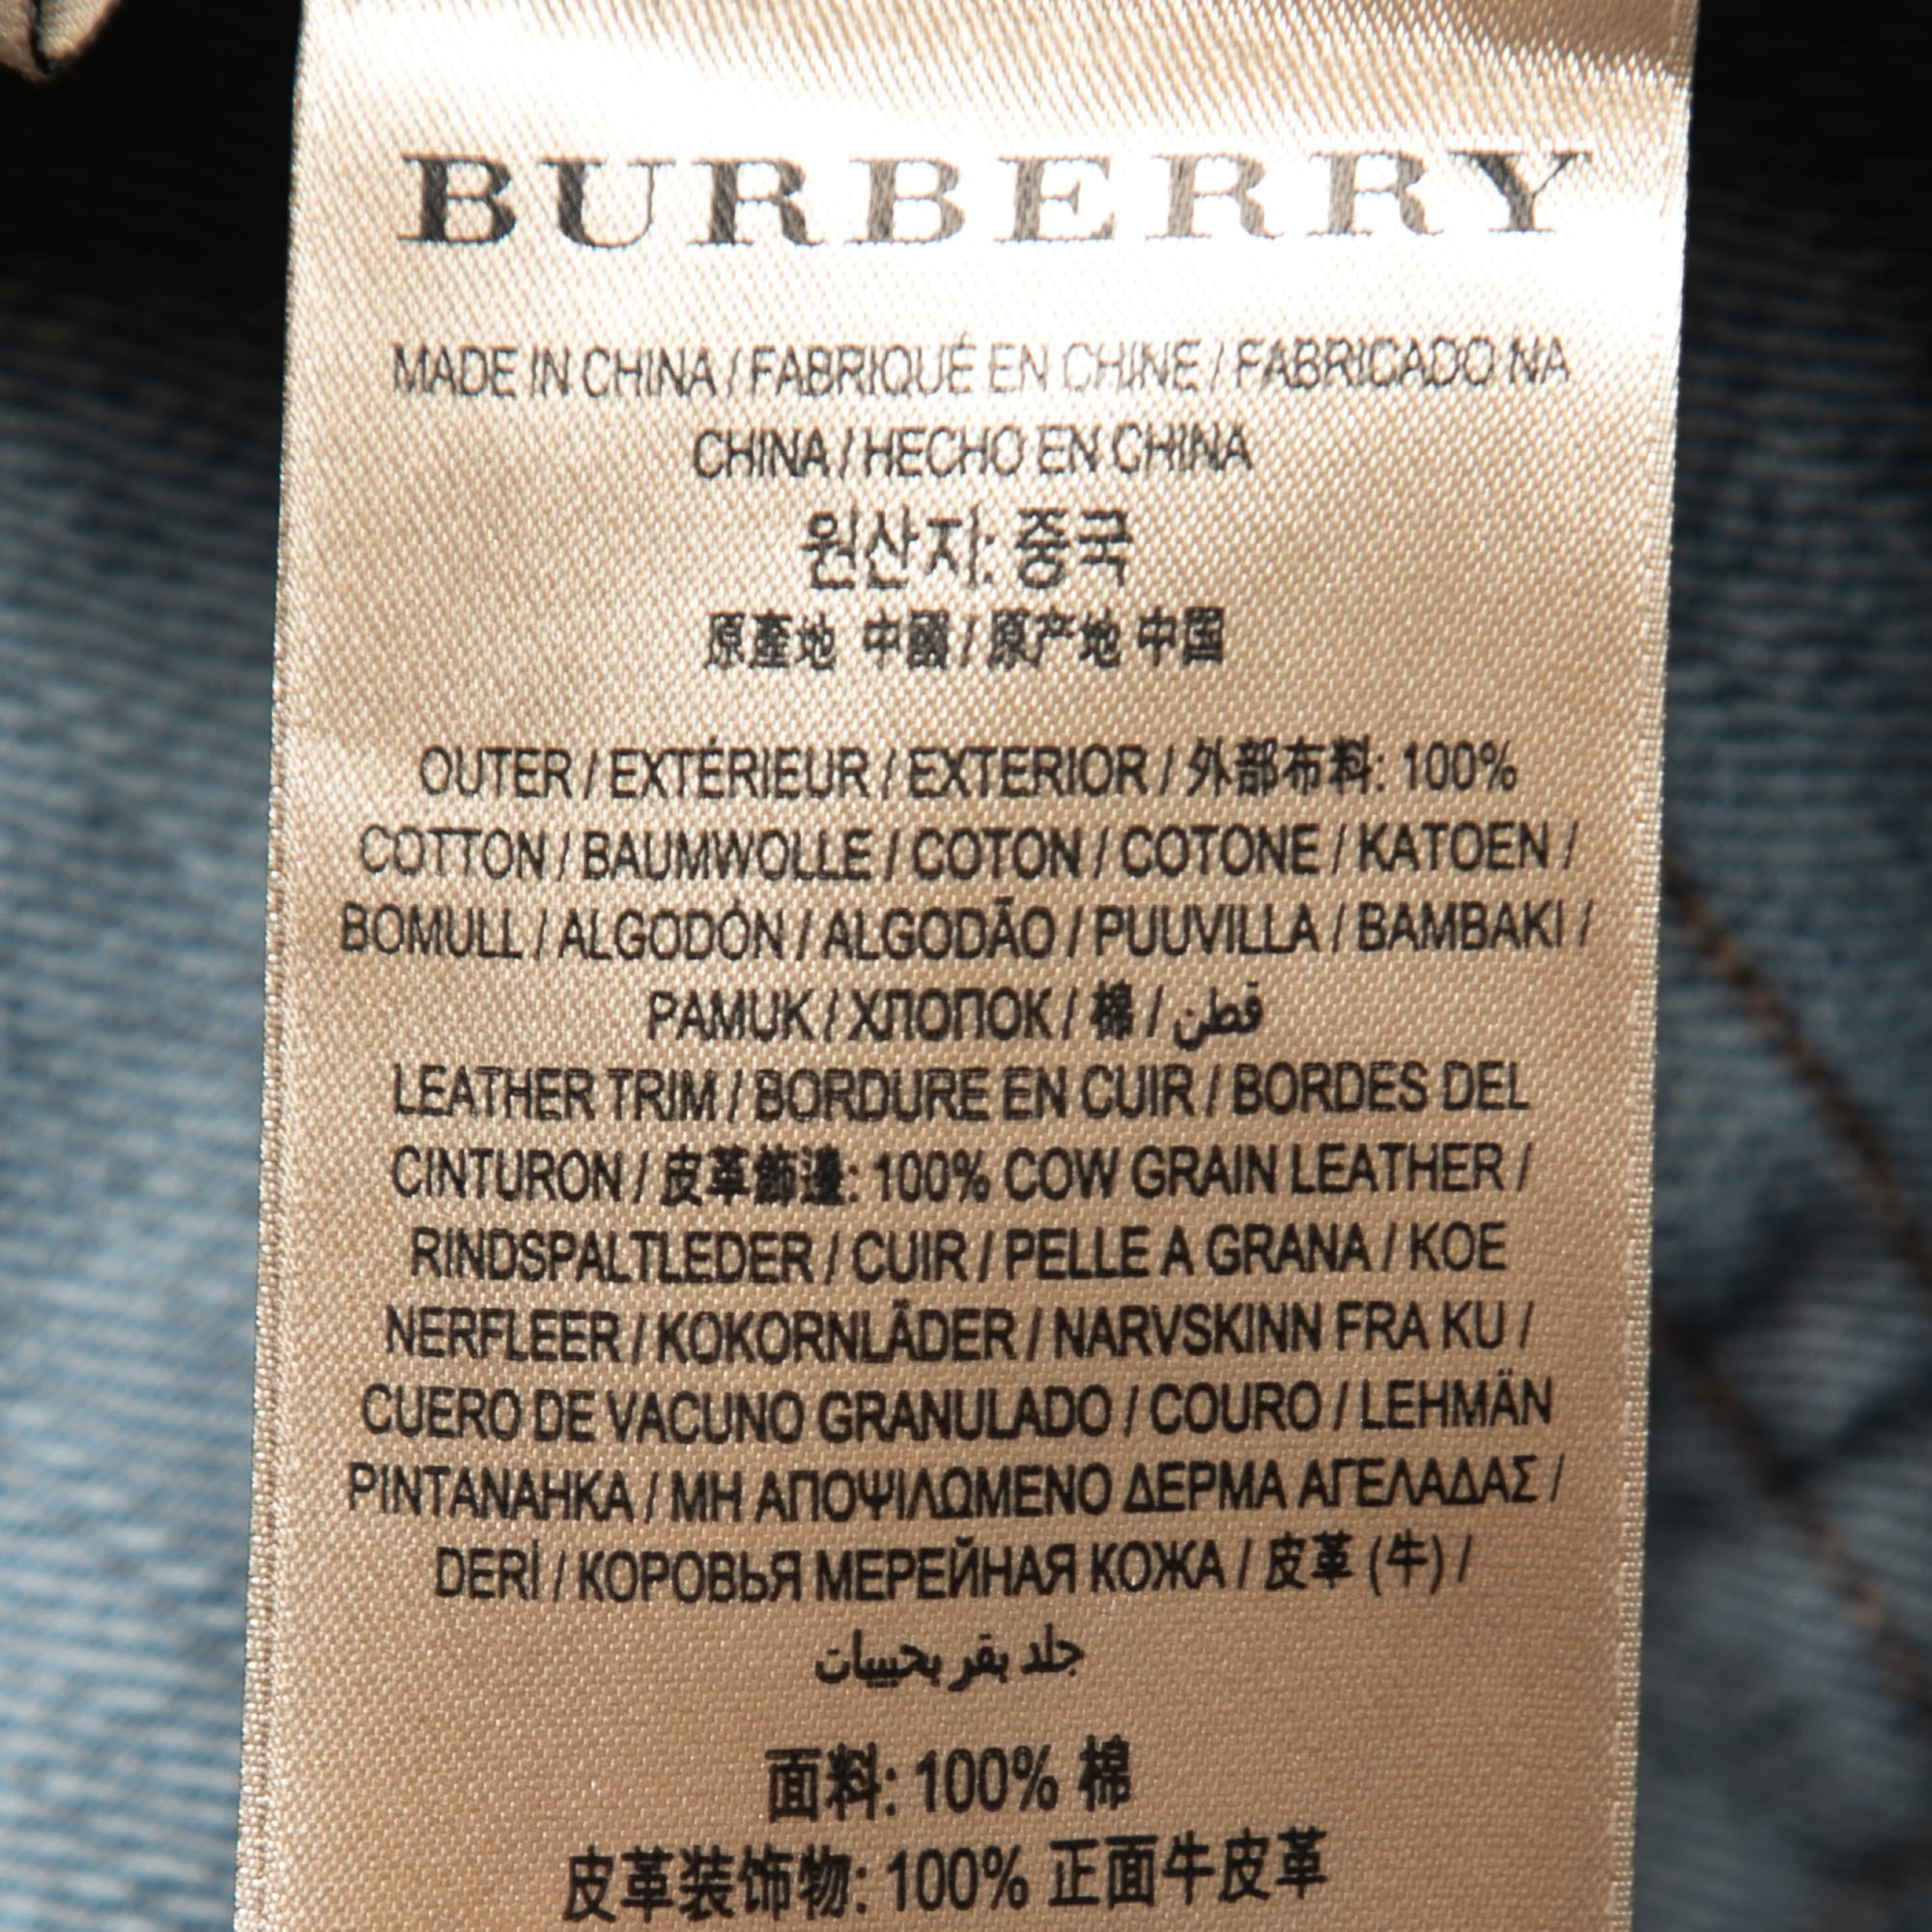 BURBERRY
MADE IN CHINA / FABRIQUÉ EN CHINE / FABRICADO NA
CHINA / HECHO EN CHINA
원산지: 중국
原產地 中國 / 原产地 中国
OUTER / EXTÉRIEUR / EXTERIOR / 外部布料: 100%
COTTON / BAUMWOLLE / COTON / COTONE / KATOEN /
BOMULL / ALGODÓN / ALGODÃO / PUUVILLA / BAMBAKI /
PAMUK / ХЛОПОК / 棉 / قطن
LEATHER TRIM / BORDURE EN CUIR / BORDES DEL
CINTURON / 皮革飾邊: 100% COW GRAIN LEATHER /
RINDSPALTLEDER / CUIR / PELLE A GRANA / KOE
NERFLEER / KOKORNLÄDER / NARVSKINN FRA KU /
CUERO DE VACUNO GRANULADO / COURO / LEHMÄN
PINTANAHKA / ΜΗ ΑΠΟΨΙΛΩΜΕΝΟ ΔΕΡΜΑ ΑΓΕΛΑΔΑΣ /
DERİ / КОРОВЬЯ МЕРЕЙНАЯ КОЖА / 皮革 (牛) /
جلد بقر بحبيبات
面料: 100% 棉
皮革装饰物: 100% 正面牛皮革